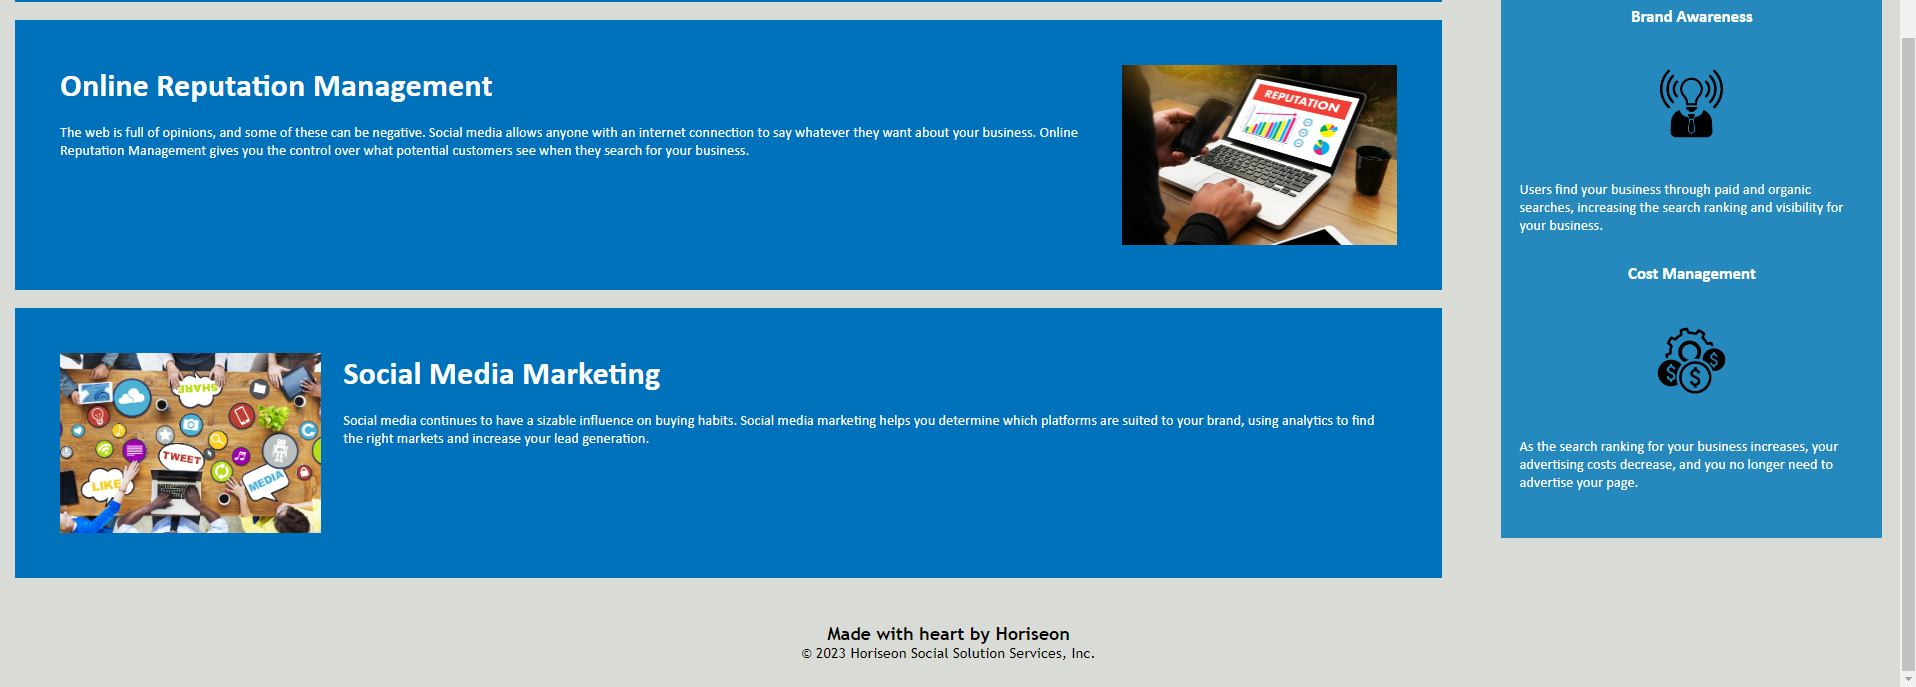 Online Reputation Management
The web is full of opinions, and some of these can be negative. Social media allows anyone with an internet connection to say whatever they want about your business. Online
Reputation Management gives you the control over what potential customers see when they search for your business.
REPUTATION
Social Media Marketing
Social media continues to have a sizable influence on buying habits. Social media marketing helps you determine which platforms are suited to your brand, using analytics to find
the right markets and increase your lead generation.
SHARE
TWEET
LIKE
MEDIA
Brand Awareness
Users find your business through paid and organic
searches, increasing the search ranking and visibility for
your business.
Cost Management
$
$
$
As the search ranking for your business increases, your
advertising costs decrease, and you no longer need to
advertise your page.
Made with heart by Horiseon
© 2023 Horiseon Social Solution Services, Inc.